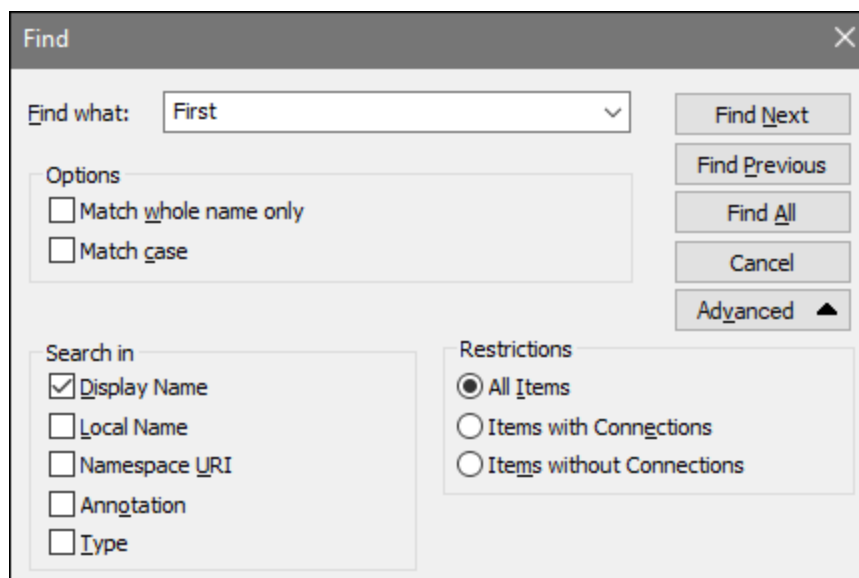 Find
Find what:
First
Find Next
Find Previous
Find All
Cancel
Advanced
Options
Match whole name only
Match case
Search in
Display Name
Local Name
Namespace URI
Annotation
Type
Restrictions
All Items
Items with Connections
Items without Connections